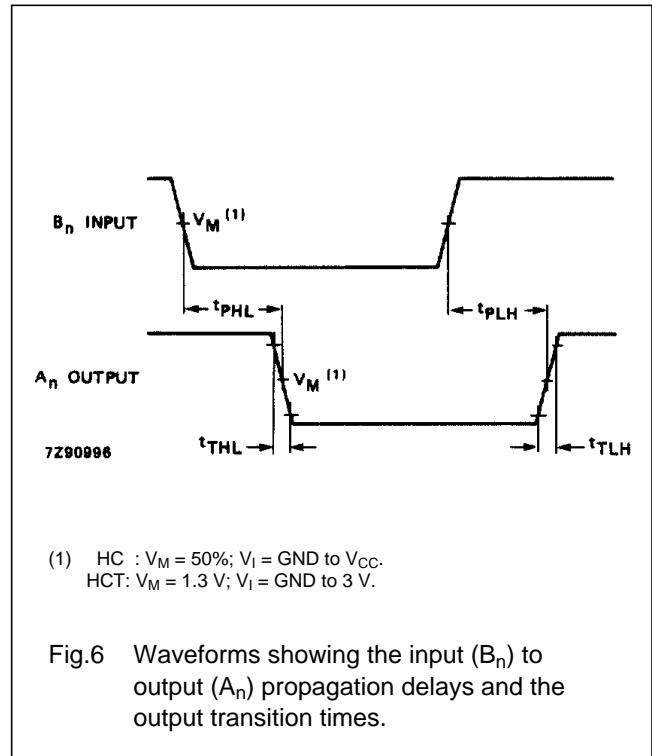 Bn INPUT
VM (1)
tPHL
tPLH
An OUTPUT
VM (1)
7Z90996
tTHL
tTLH
(1) HC : VM = 50%; VI = GND to VCC.
HCT: VM = 1.3 V; VI = GND to 3 V.
Fig.6 Waveforms showing the input (Bn) to
output (An) propagation delays and the
output transition times.